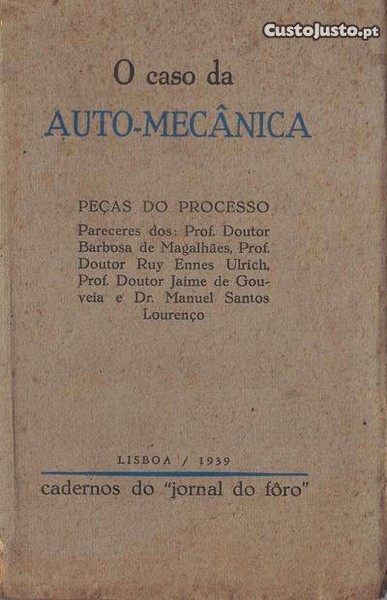 CustoJusto.pt
O caso da
AUTO-MECÂNICA
PEÇAS DO PROCESSO
Pareceres dos: Prof. Doutor
Barbosa de Magalhães, Prof.
Doutor Ruy Ennes Ulrich,
Prof. Doutor Jaime de Gou-
veia e Dr. Manuel Santos
Lourenço
LISBOA / 1939
cadernos do "jornal do fôro"